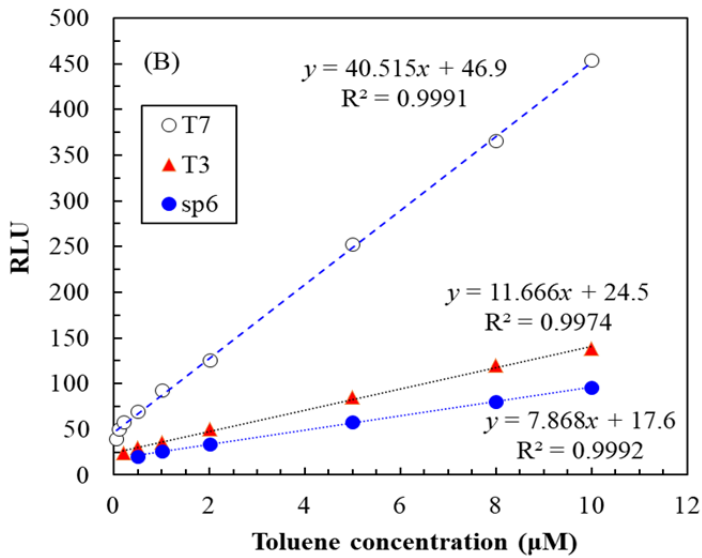 500
450
400
350
300
250
200
150
100
50
0
RLU
(B)
T7
T3
sp6
y = 40.515x + 46.9
R² = 0.9991
y = 11.666x + 24.5
R² = 0.9974
y = 7.868x + 17.6
R² = 0.9992
0 2 4 6 8 10 12
Toluene concentration (µM)